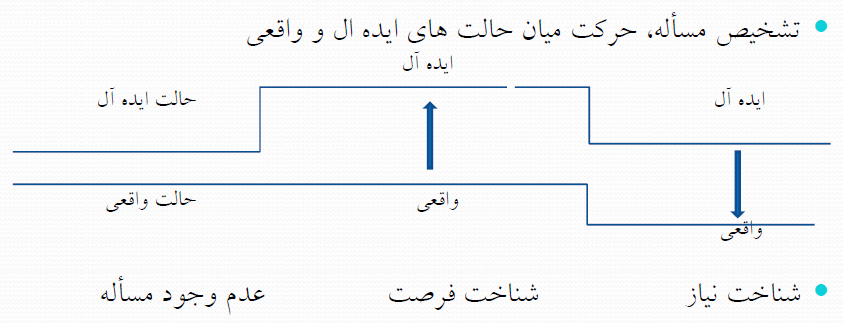 تشخیص مسأله، حرکت میان حالت های ایده ال و واقعی
ایده آل
ایده آل
حالت ایده آل
واقعی
واقعی
حالت واقعی
شناخت نیاز
شناخت فرصت
عدم وجود مسأله